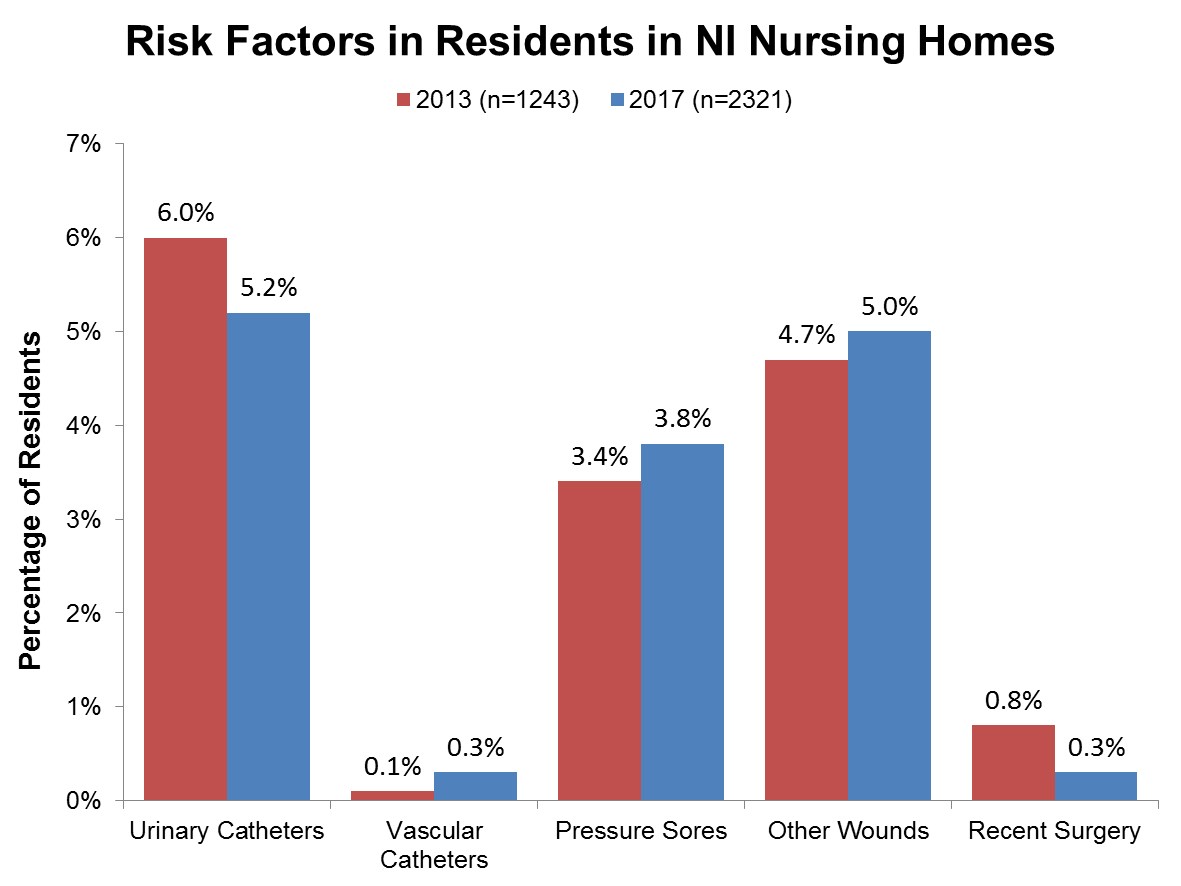 Risk Factors in Residents in NI Nursing Homes
2013 (n=1243) 2017 (n=2321)
Percentage of Residents
7%
6%
5%
4%
3%
2%
1%
0%
6.0%
5.2%
0.1%
0.3%
3.4%
3.8%
4.7%
5.0%
0.8%
0.3%
Urinary Catheters
Vascular
Catheters
Pressure Sores
Other Wounds
Recent Surgery